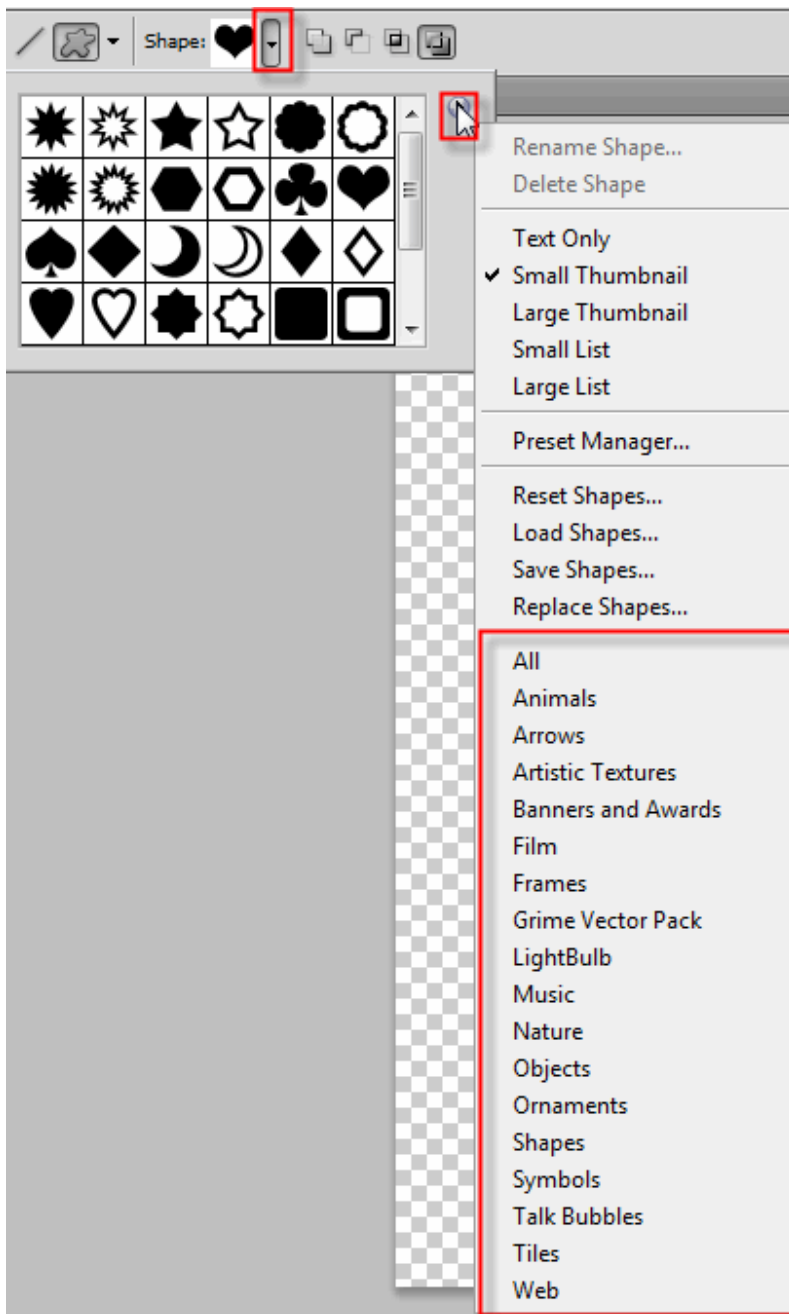 Shape:
Rename Shape...
Delete Shape
Text Only
Small Thumbnail
Large Thumbnail
Small List
Large List
Preset Manager...
Reset Shapes...
Load Shapes...
Save Shapes...
Replace Shapes...
All
Animals
Arrows
Artistic Textures
Banners and Awards
Film
Frames
Grime Vector Pack
LightBulb
Music
Nature
Objects
Ornaments
Shapes
Symbols
Talk Bubbles
Tiles
Web